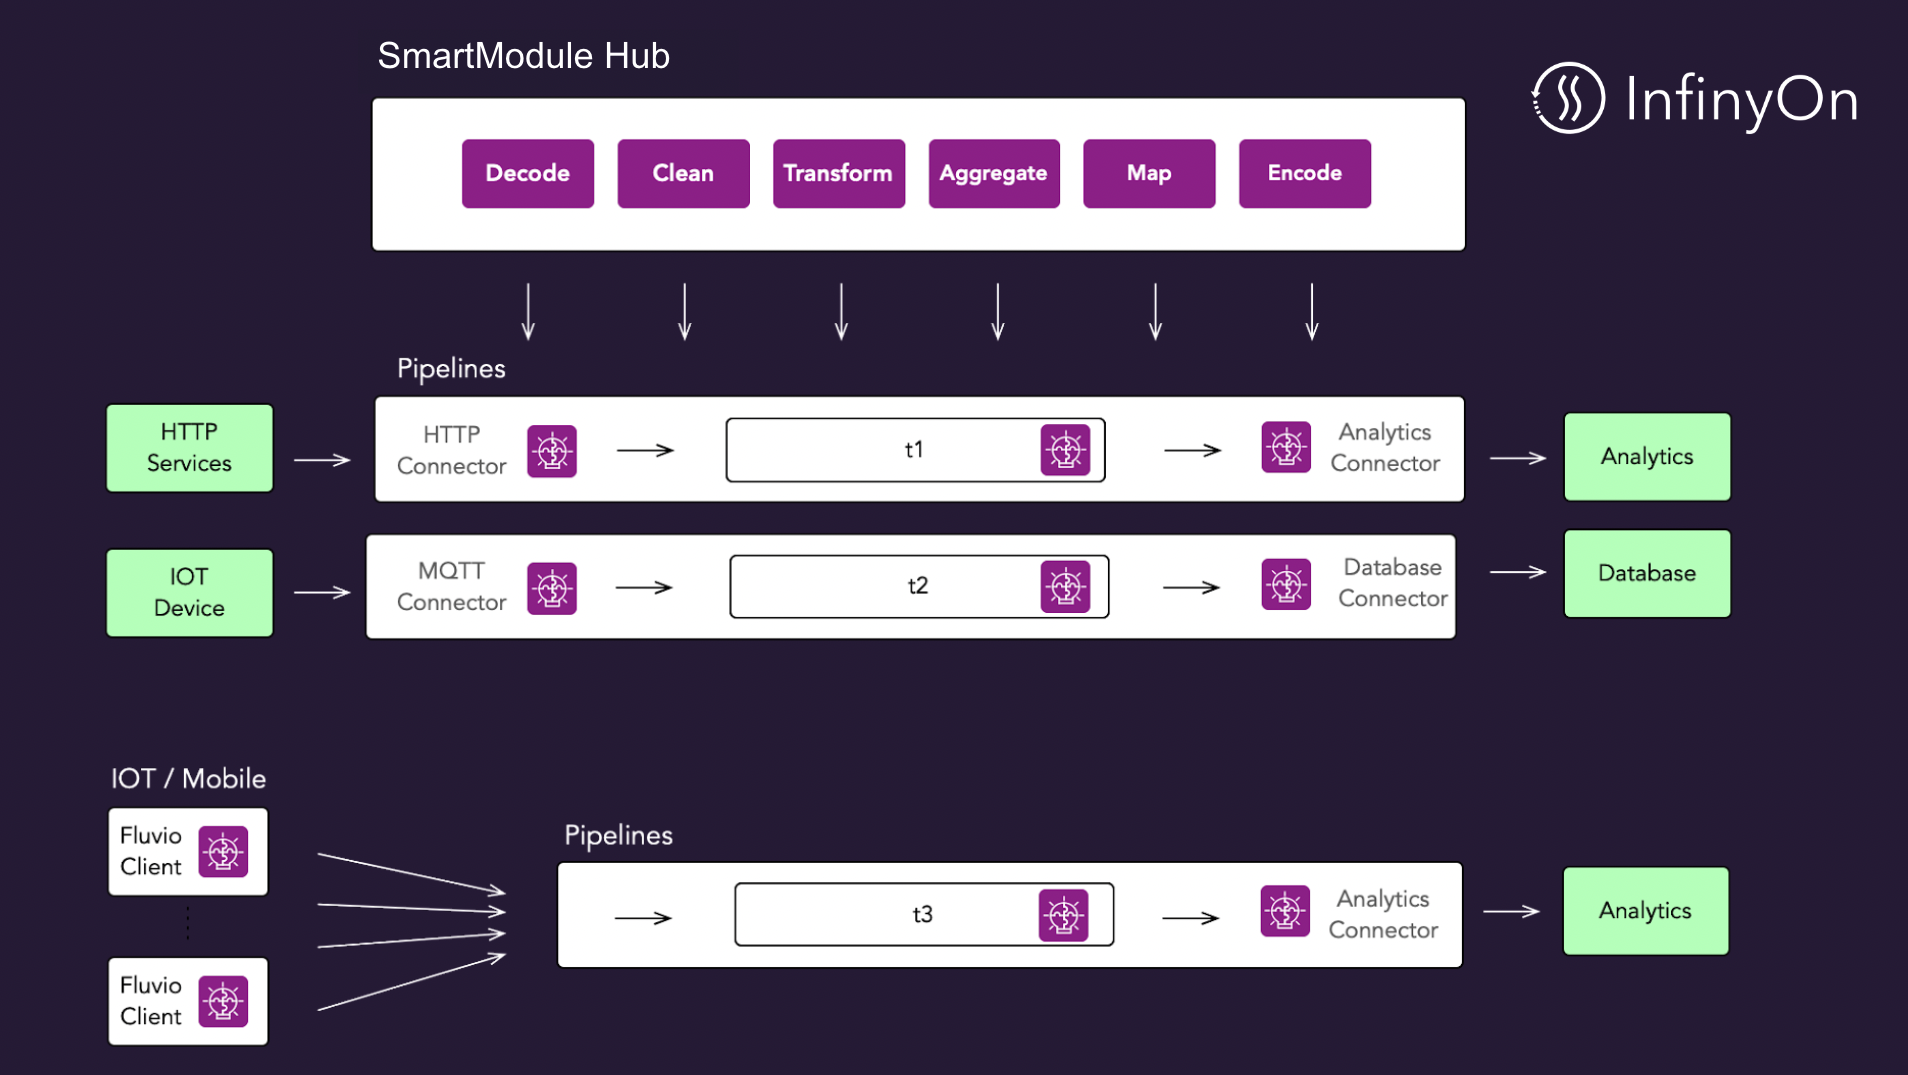 SmartModule Hub
InfinyOn
Decode
Clean
Transform
Aggregate
Map
Encode
Pipelines
HTTP
Services
HTTP
Connector
t1
Analytics
Connector
Analytics
IOT
Device
MQTT
Connector
t2
Database
Connector
Database
IOT / Mobile
Fluvio
Client
Fluvio
Client
Pipelines
t3
Analytics
Connector
Analytics